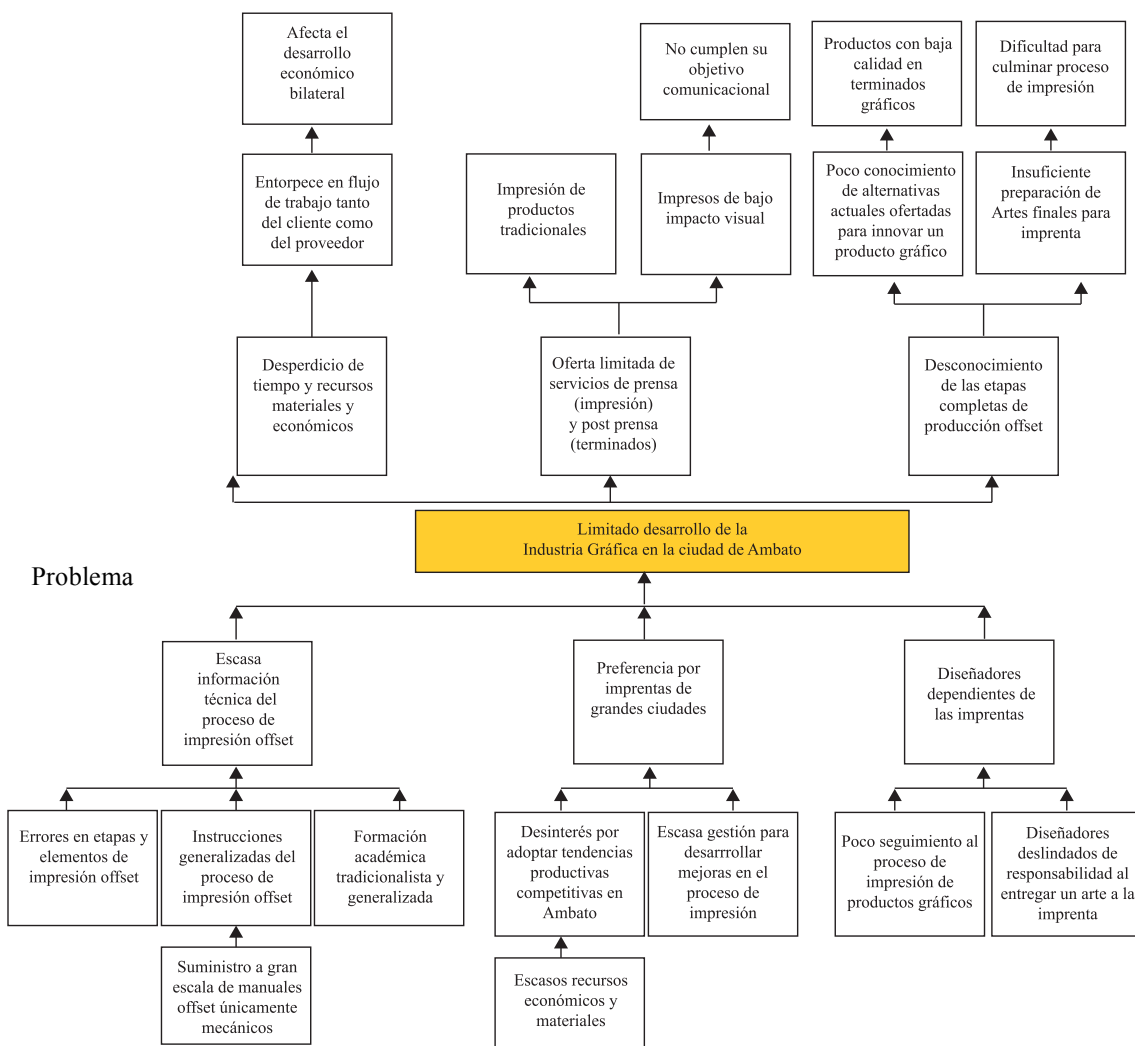 Afecta el
desarrollo
económico
bilateral
No cumplen su
objetivo
comunicacional
Productos con baja
calidad en
terminados
gráficos
Dificultad para
culminar proceso
de impresión
Entorpece en flujo
de trabajo tanto
del cliente como
del proveedor
Impresión de
productos
tradicionales
Impresos de bajo
impacto visual
Poco conocimiento
de alternativas
actuales ofertadas
para innovar un
producto gráfico
Insuficiente
preparación de
Artes finales para
imprenta
Desperdicio de
tiempo y recursos
materiales y
económicos
Oferta limitada de
servicios de prensa
(impresión)
y post prensa
(terminados)
Desconocimiento
de las etapas
completas de
producción offset
Limitado desarrollo de la
Industria Gráfica en la ciudad de Ambato
Problema
Escasa
información
técnica del
proceso de
impresión offset
Preferencia por
imprentas de
grandes ciudades
Diseñadores
dependientes de
las imprentas
Errores en etapas y
elementos de
impresión offset
Instrucciones
generalizadas del
proceso de
impresión offset
Formación
académica
tradicionalista y
generalizada
Desinterés por
adoptar tendencias
productivas
competitivas en
Ambato
Escasa gestión para
desarrrollar
mejoras en el
proceso de
impresión
Poco seguimiento al
proceso de
impresión de
productos gráficos
Diseñadores
deslindados de
responsabilidad al
entregar un arte a la
imprenta
Suministro a gran
escala de manuales
offset únicamente
mecánicos
Escasos recursos
económicos y
materiales